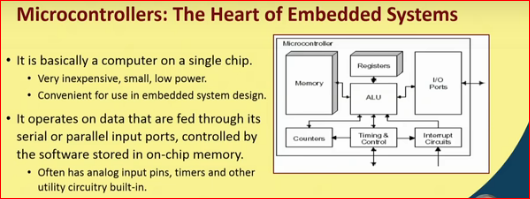 Microcontrollers: The Heart of Embedded Systems
• It is basically a computer on a single chip.
• Very inexpensive, small, low power.
• Convenient for use in embedded system design.
• It operates on data that are fed through its
serial or parallel input ports, controlled by
the software stored in on-chip memory.
• Often has analog input pins, timers and other
utility circuitry built-in.
Microcontroller
Memory
Registers
ALU
I/O
Ports
Counters
Timing &
Control
Interrupt
Circuits